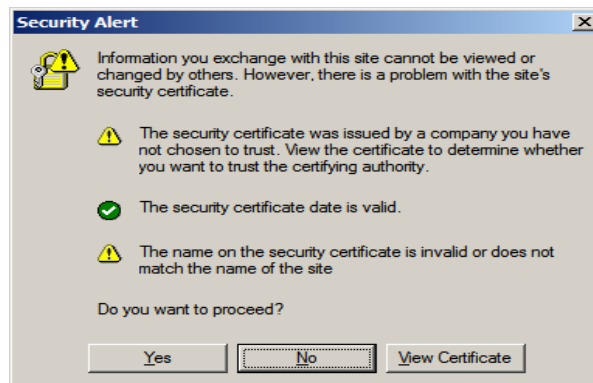 Security Alert
Information you exchange with this site cannot be viewed or
changed by others. However, there is a problem with the site's
security certificate.
The security certificate was issued by a company you have
not chosen to trust. View the certificate to determine whether
you want to trust the certifying authority.
The security certificate date is valid.
The name on the security certificate is invalid or does not
match the name of the site
Do you want to proceed?
Yes No View Certificate